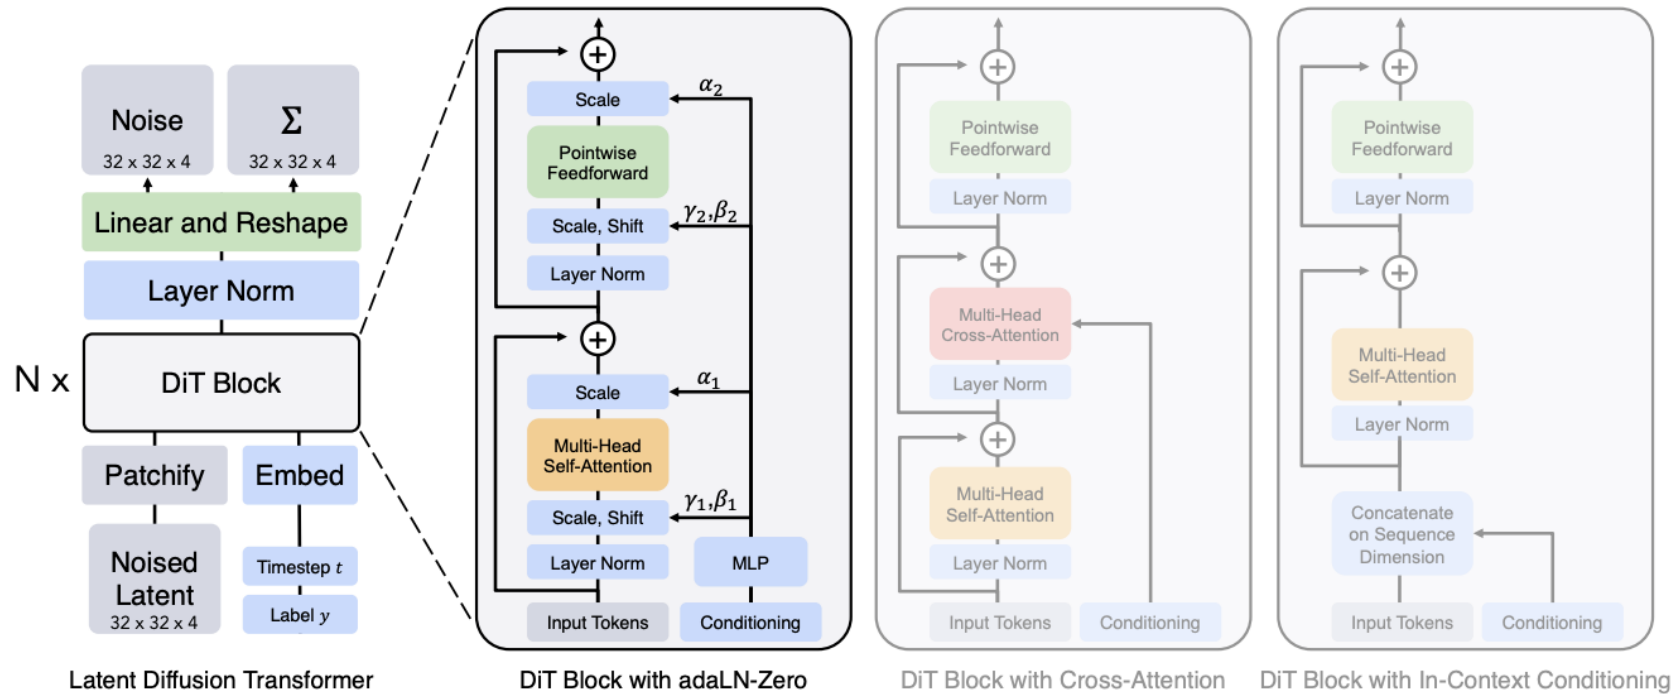 Noise
32 x 32 x 4
Σ
32 x 32 x 4
Linear and Reshape
Layer Norm
N x
DiT Block
Patchify
Embed
Noised
Latent
32 x 32 x 4
Timestep t
Label y
Latent Diffusion Transformer
Scale
α₂
Pointwise
Feedforward
Scale, Shift
γ₂,β₂
Layer Norm
Scale
α₁
Multi-Head
Self-Attention
Scale, Shift
γ₁,β₁
Layer Norm
MLP
Input Tokens
Conditioning
DiT Block with adaLN-Zero
Pointwise
Feedforward
Layer Norm
Multi-Head
Cross-Attention
Layer Norm
Multi-Head
Self-Attention
Layer Norm
Input Tokens
Conditioning
DiT Block with Cross-Attention
Pointwise
Feedforward
Layer Norm
Multi-Head
Self-Attention
Layer Norm
Concatenate
on Sequence
Dimension
Input Tokens
Conditioning
DiT Block with In-Context Conditioning